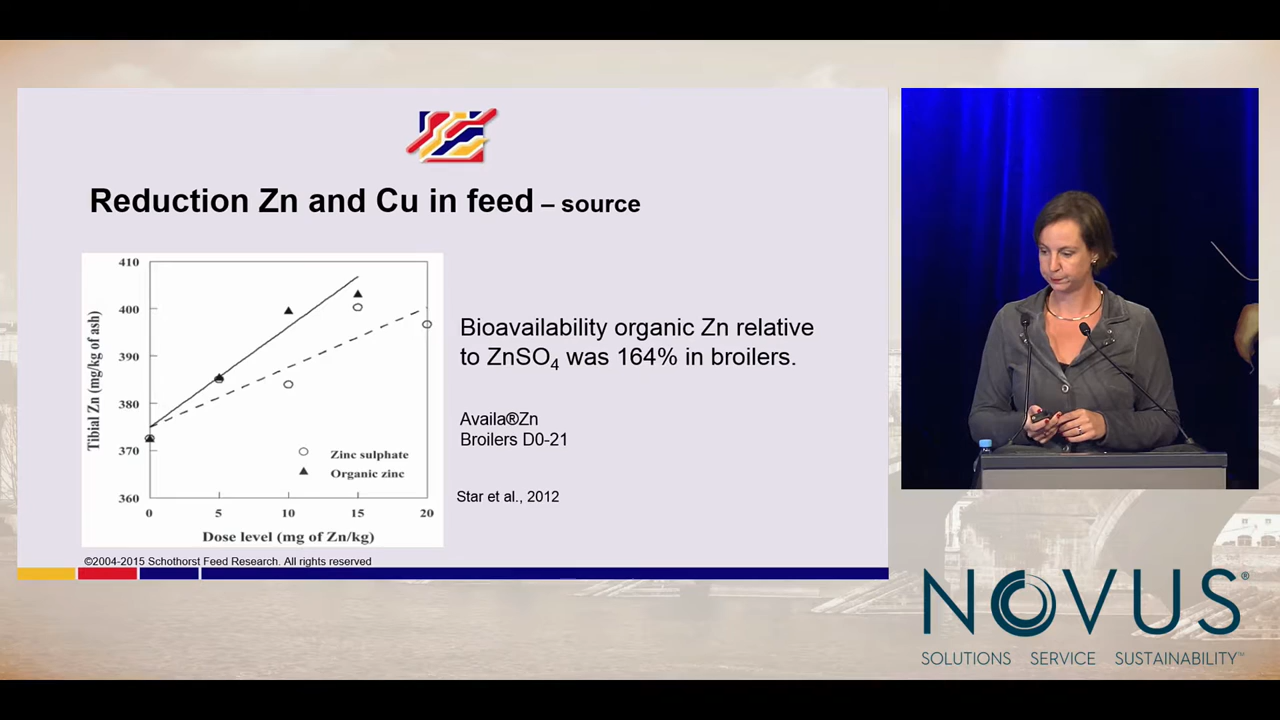 Reduction Zn and Cu in feed – source
410
400
390
380
370
360
Tibial Zn (mg/kg of ash)
Zinc sulphate
Organic zinc
0 5 10 15 20
Dose level (mg of Zn/kg)
Bioavailability organic Zn relative
to ZnSO4 was 164% in broilers.
Availa®Zn
Broilers D0-21
Star et al., 2012
©2004-2015 Schothorst Feed Research. All rights reserved
NOVUS®
SOLUTIONS SERVICE SUSTAINABILITY™